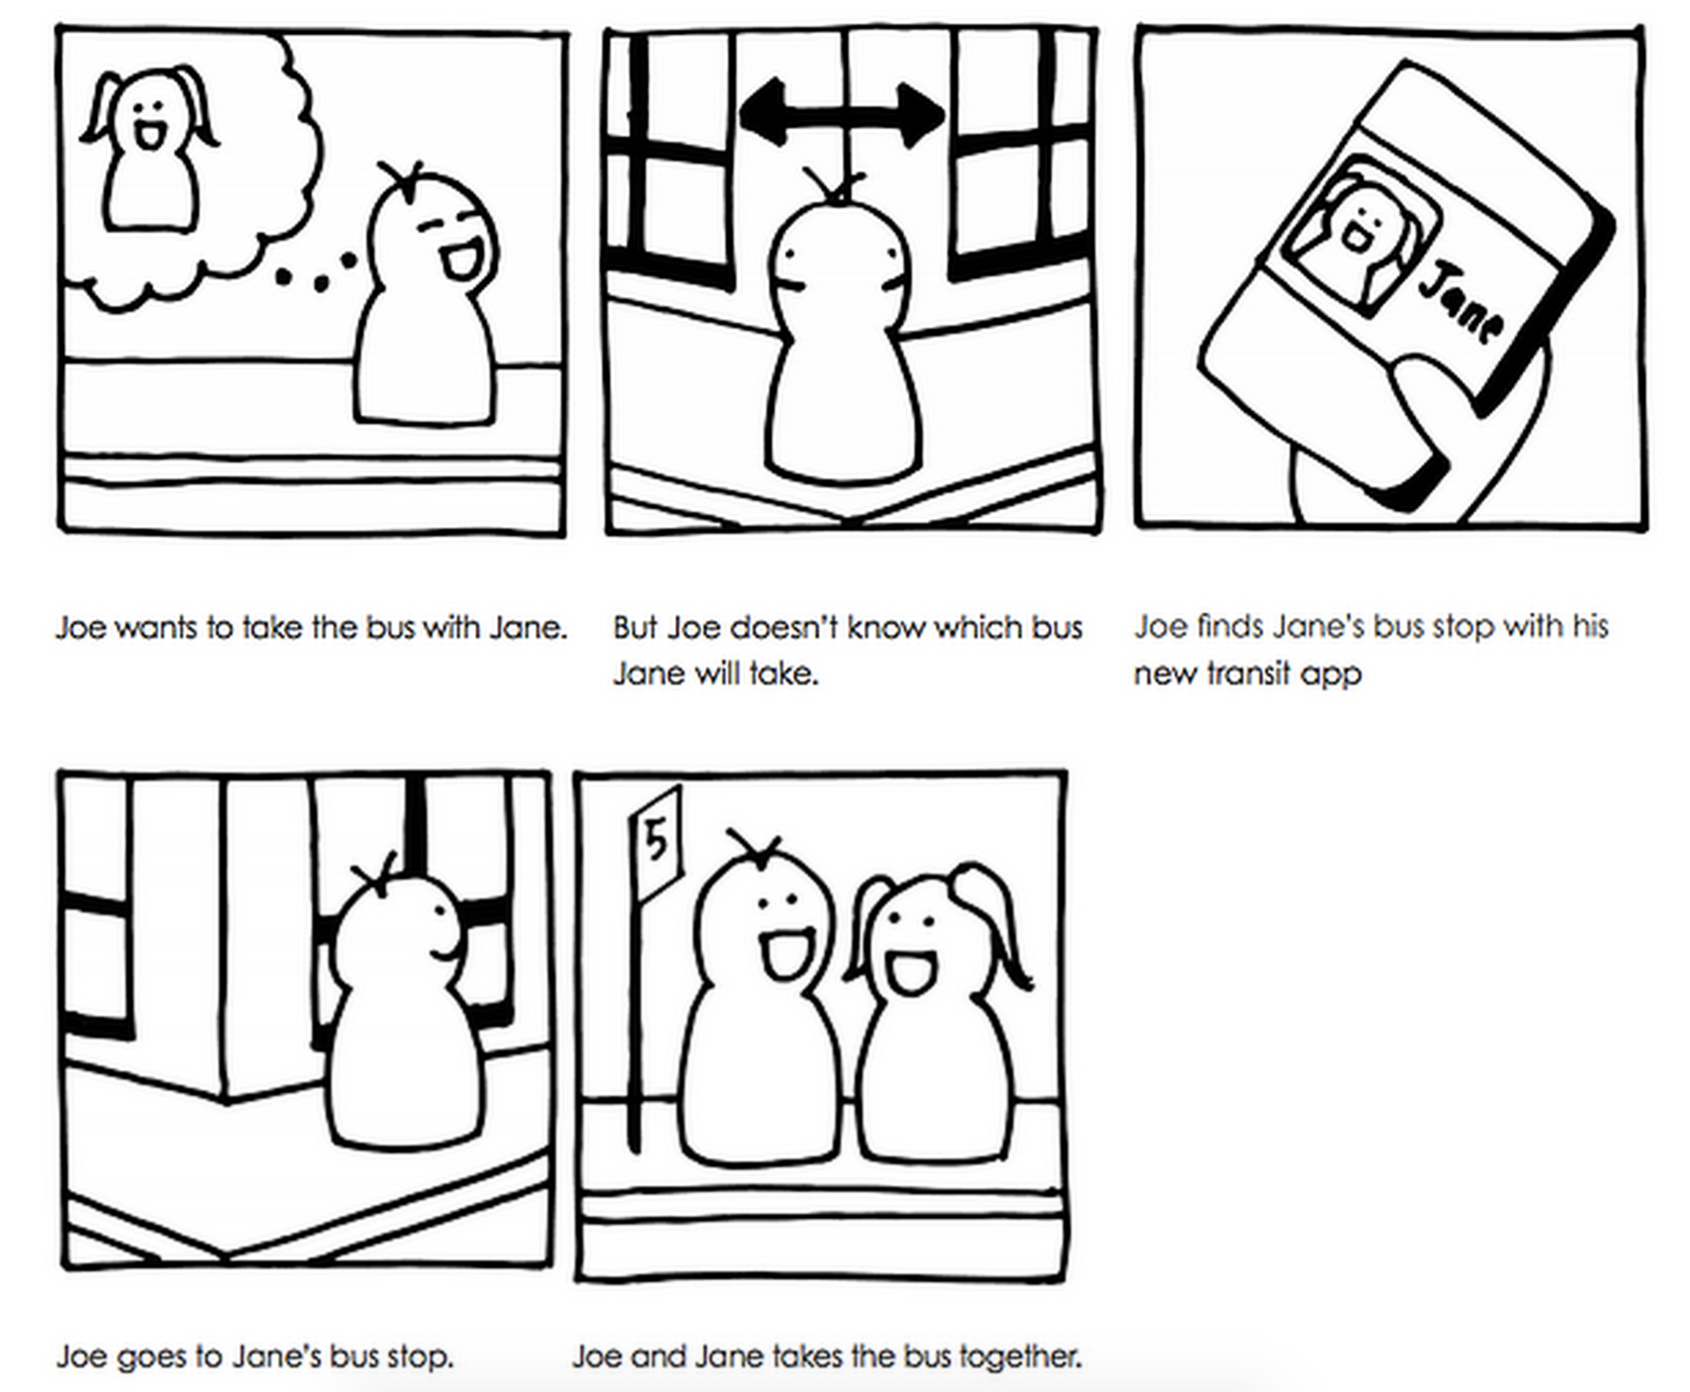 Jane
Joe wants to take the bus with Jane.
But Joe doesn't know which bus
Jane will take.
Joe finds Jane's bus stop with his
new transit app
5
Joe goes to Jane's bus stop.
Joe and Jane takes the bus together.